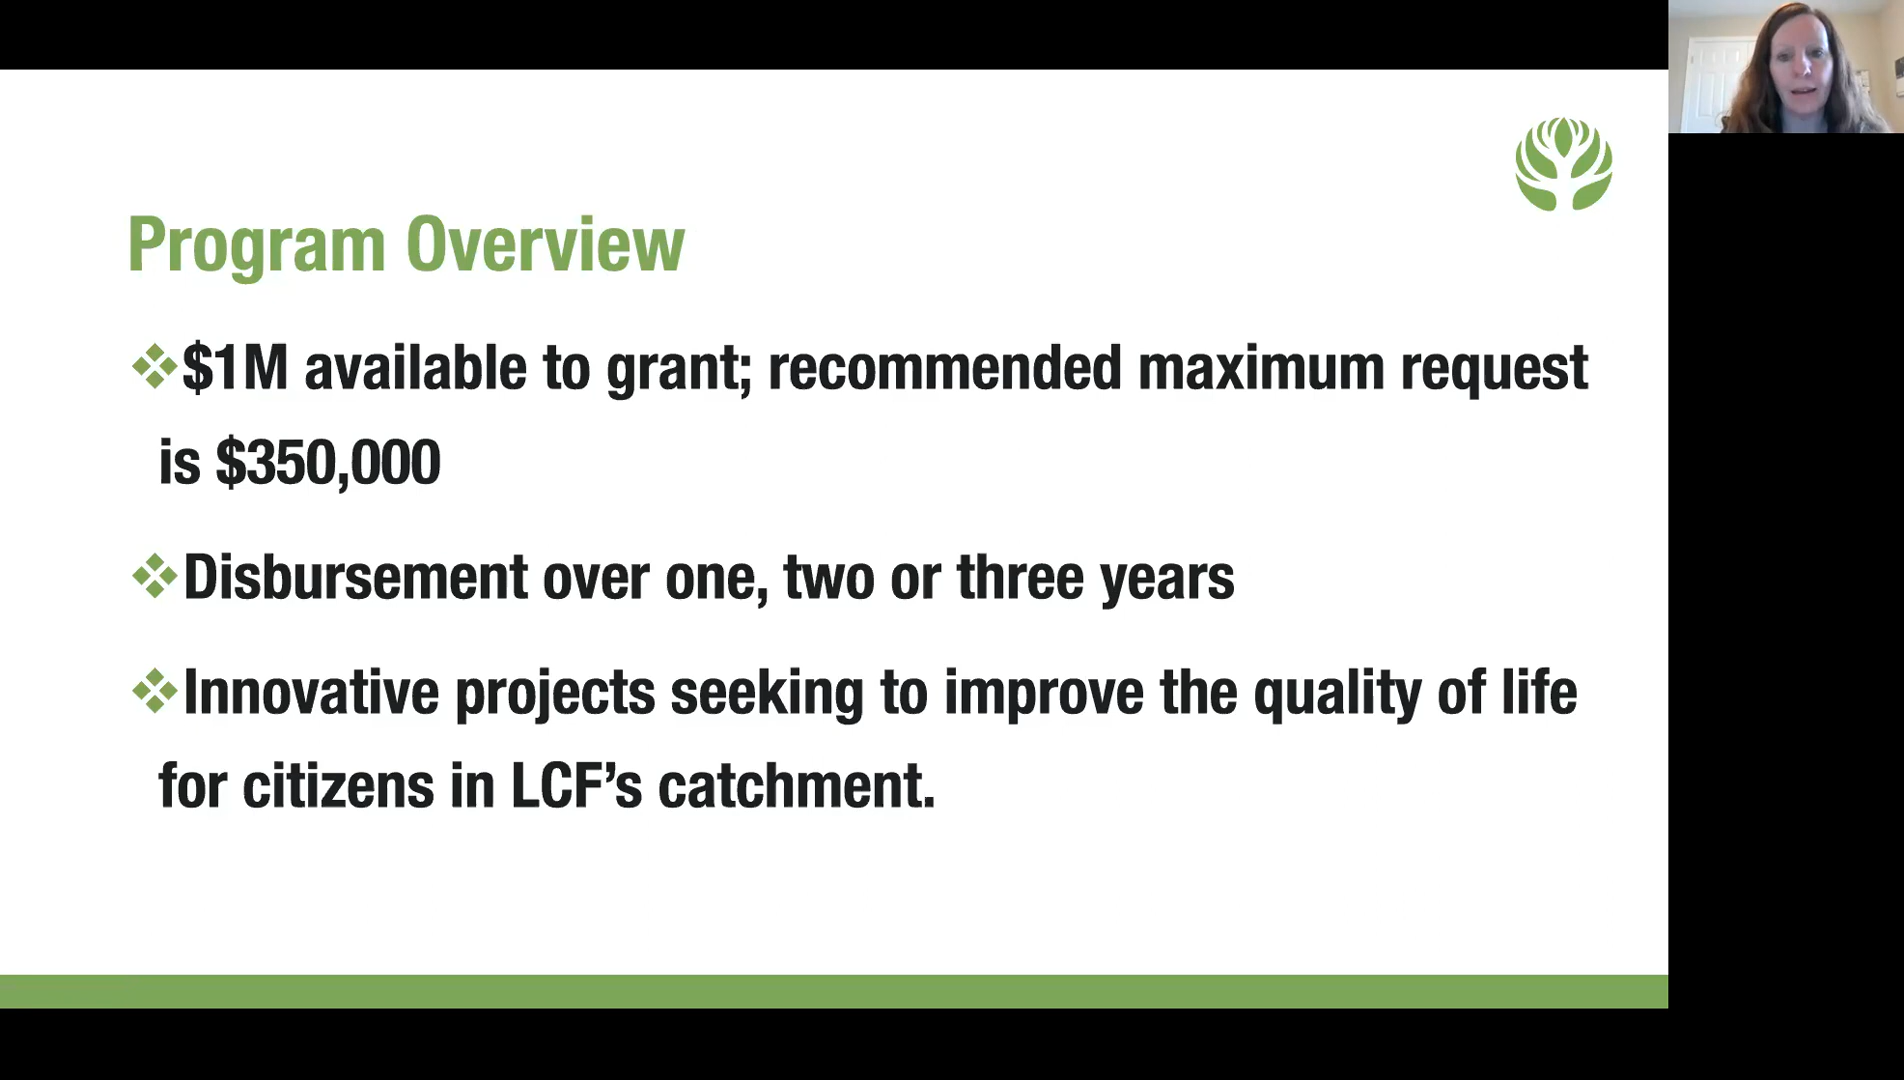 Program Overview
$1M available to grant; recommended maximum request
is $350,000
Disbursement over one, two or three years
Innovative projects seeking to improve the quality of life
for citizens in LCF’s catchment.